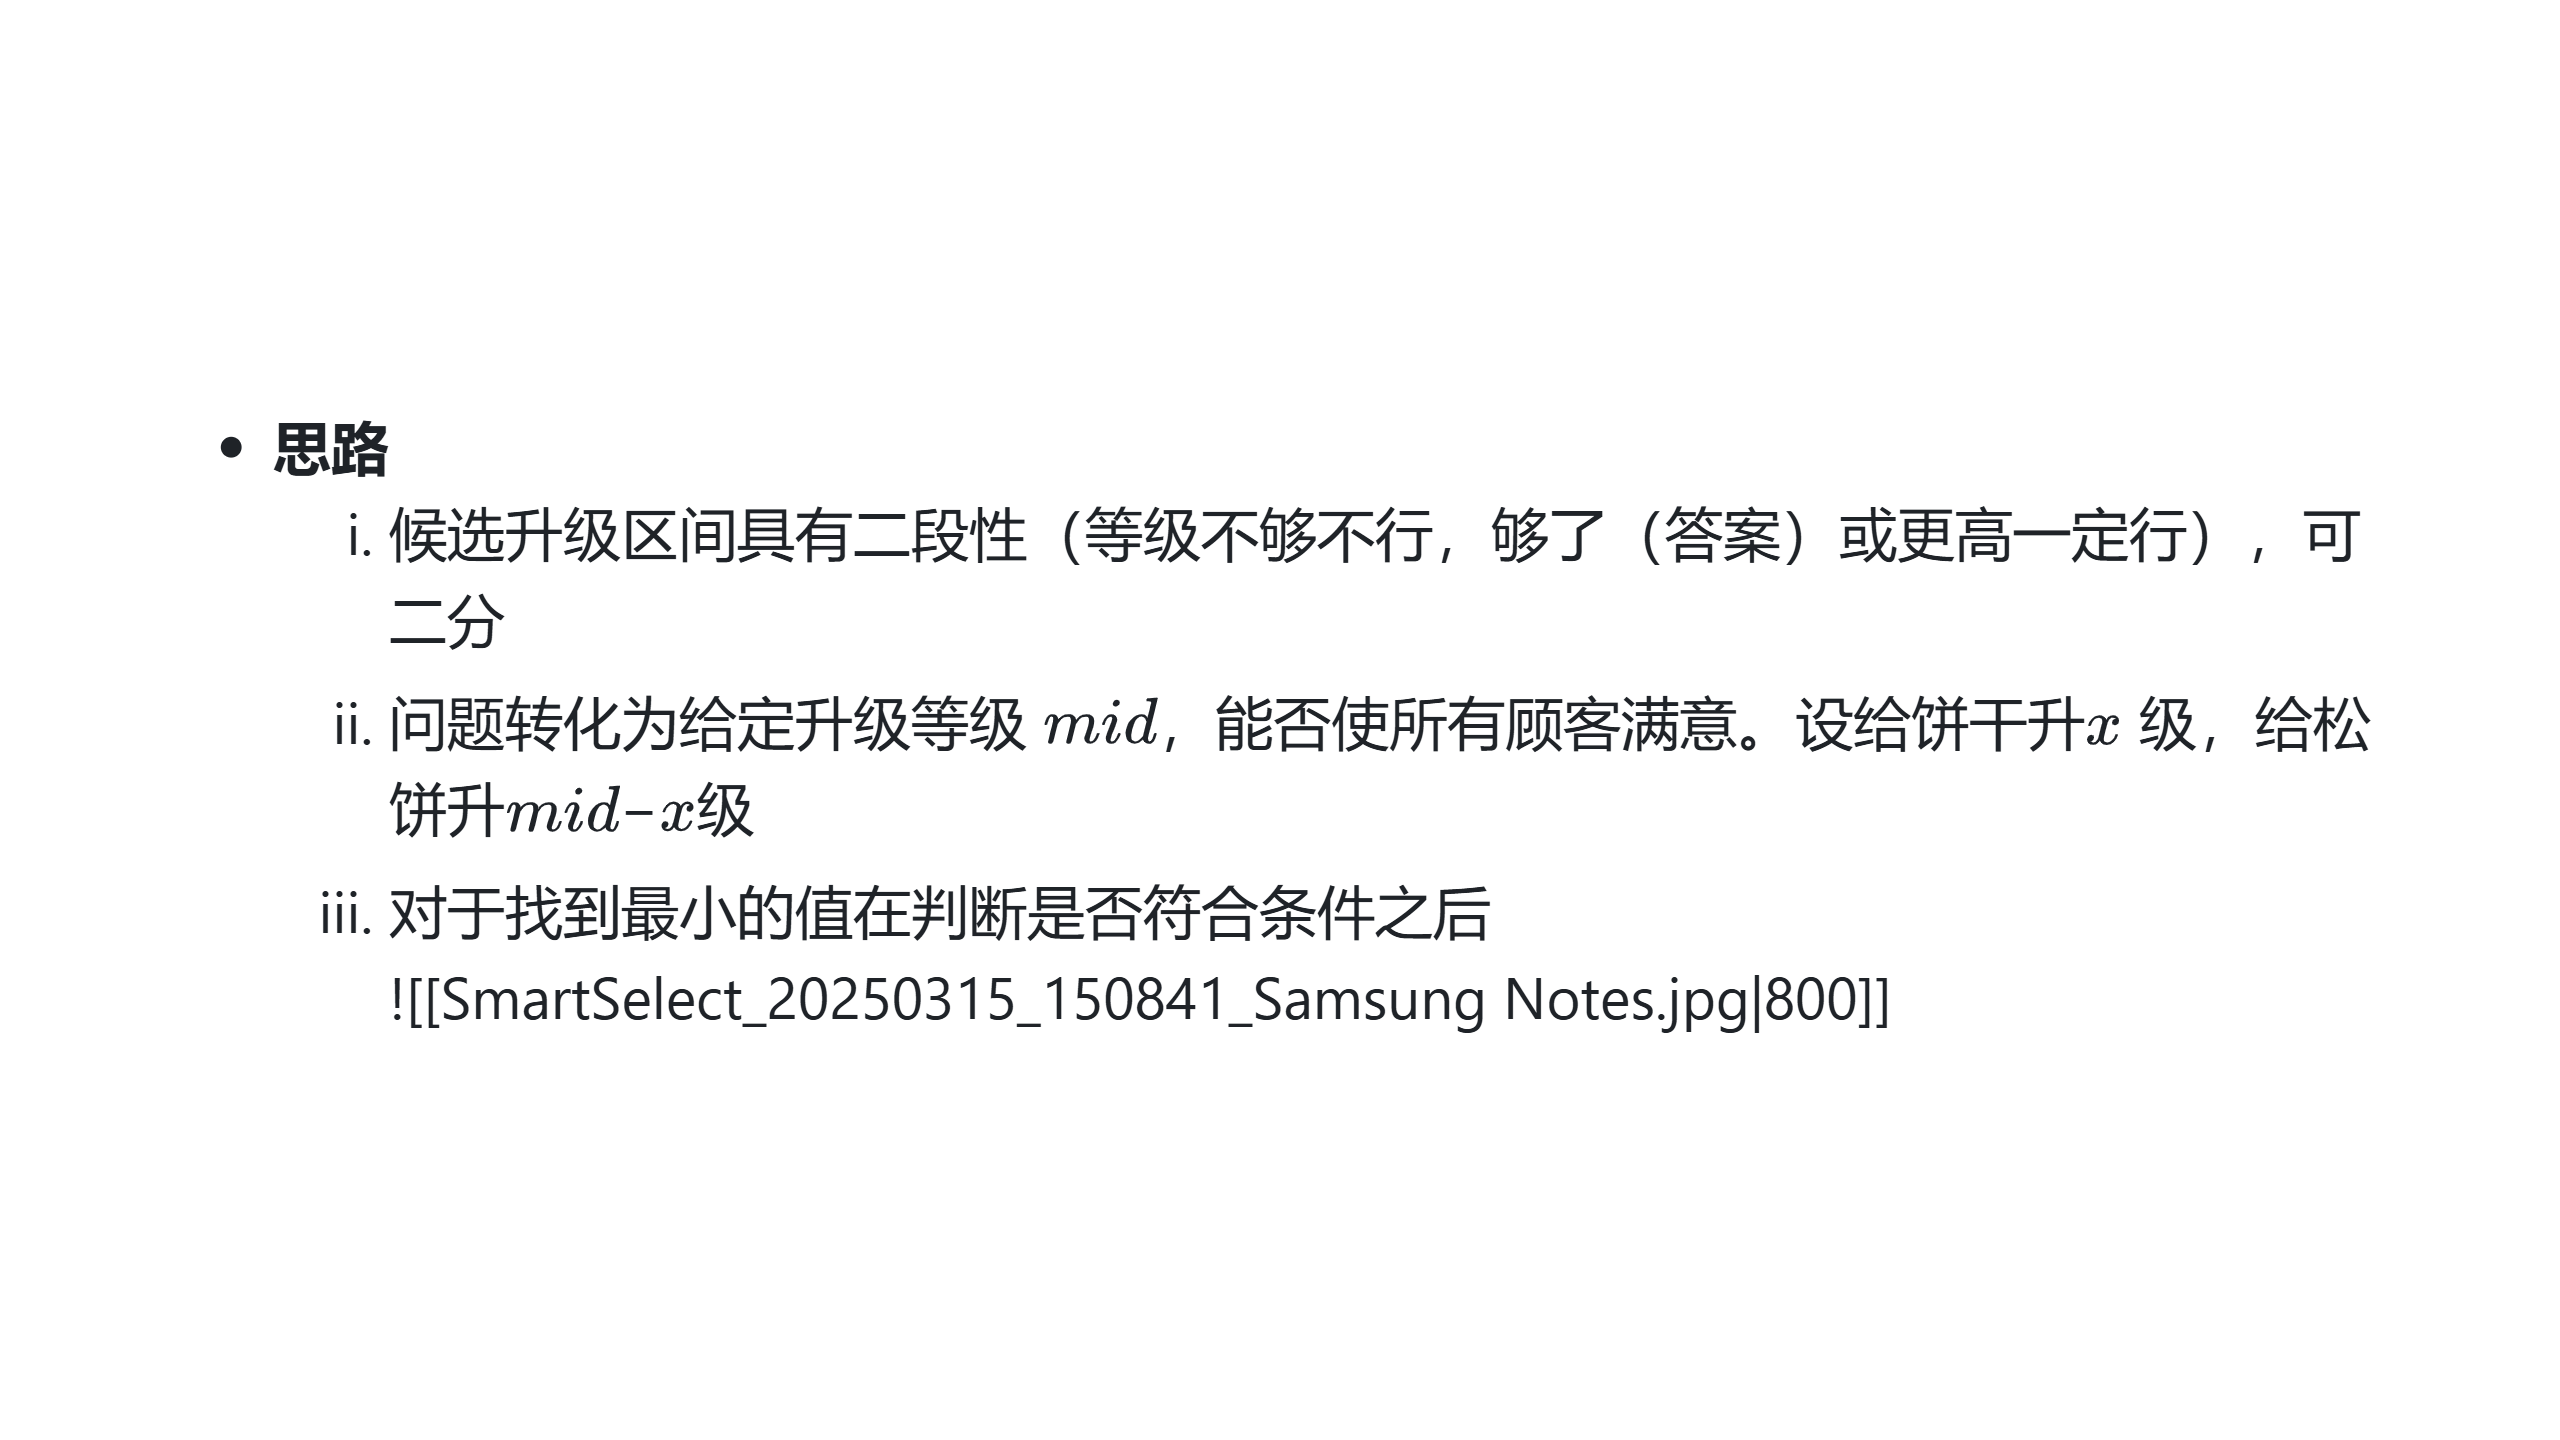 • 思路
i. 候选升级区间具有二段性（等级不够不行，够了（答案）或更高一定行），可
二分
ii. 问题转化为给定升级等级 mid，能否使所有顾客满意。设给饼干升x 级，给松
饼升mid–x级
iii. 对于找到最小的值在判断是否符合条件之后
![[SmartSelect_20250315_150841_Samsung Notes.jpg|800]]